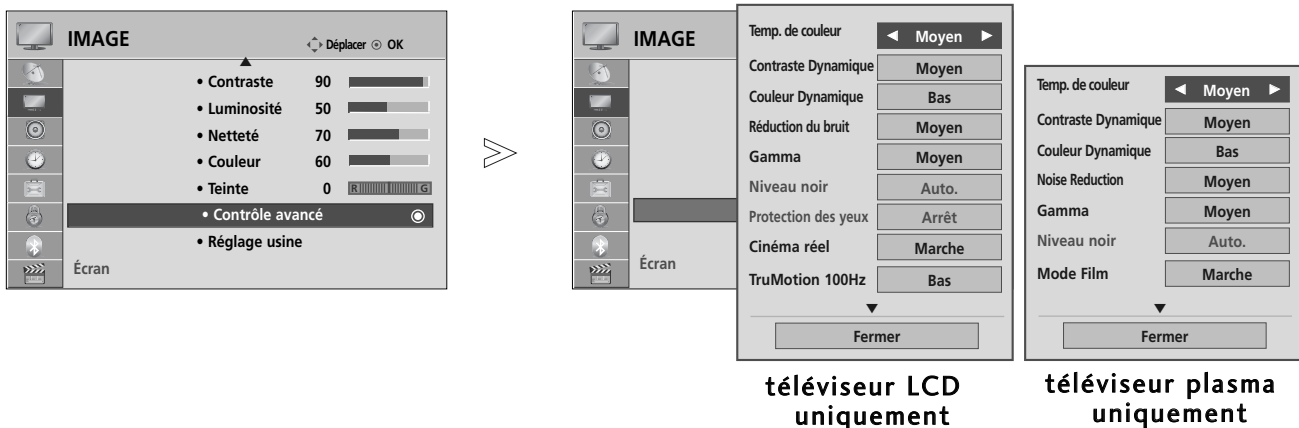 IMAGE
Déplacer OK
• Contraste 90
• Luminosité 50
• Netteté 70
• Couleur 60
• Teinte 0 R G
• Contrôle avancé
• Réglage usine
Écran
IMAGE
Écran
Temp. de couleur Moyen
Contraste Dynamique Moyen
Couleur Dynamique Bas
Réduction du bruit Moyen
Gamma Moyen
Niveau noir Auto.
Protection des yeux Arrêt
Cinéma réel Marche
TruMotion 100Hz Bas
Fermer
téléviseur LCD
uniquement
Temp. de couleur Moyen
Contraste Dynamique Moyen
Couleur Dynamique Bas
Noise Reduction Moyen
Gamma Moyen
Niveau noir Auto.
Mode Film Marche
Fermer
téléviseur plasma
uniquement